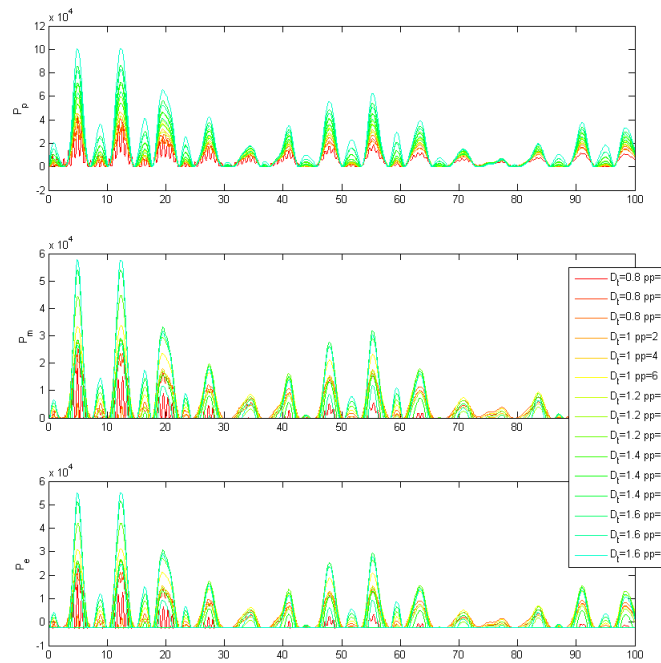 x 10⁴
12
10
8
6
4
2
0
-2
P_p
0 10 20 30 40 50 60 70 80 90 100
x 10⁴
6
5
4
3
2
1
0
P_m
0 10 20 30 40 50 60 70 80
D_t=0.8 pp=
D_t=0.8 pp=
D_t=0.8 pp=
D_t=1 pp=2
D_t=1 pp=4
D_t=1 pp=6
D_t=1.2 pp=
D_t=1.2 pp=
D_t=1.2 pp=
D_t=1.4 pp=
D_t=1.4 pp=
D_t=1.4 pp=
D_t=1.6 pp=
D_t=1.6 pp=
D_t=1.6 pp=
x 10⁴
6
5
4
3
2
1
0
-1
P_e
0 10 20 30 40 50 60 70 80 90 100